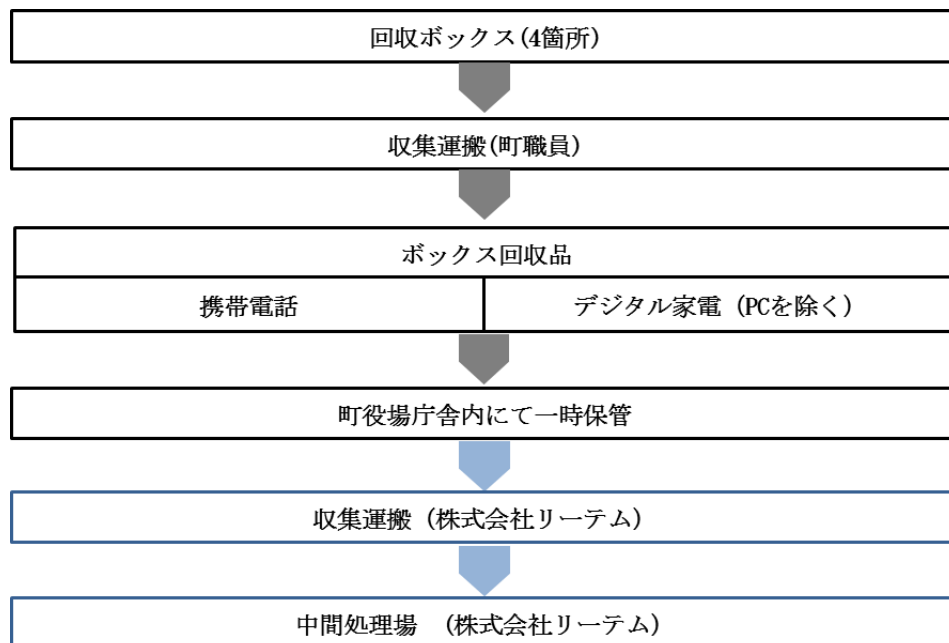 回収ボックス(4箇所)
収集運搬(町職員)
ボックス回収品
携帯電話
デジタル家電 (PCを除く)
町役場庁舎内にて一時保管
収集運搬 (株式会社リーテム)
中間処理場 (株式会社リーテム)